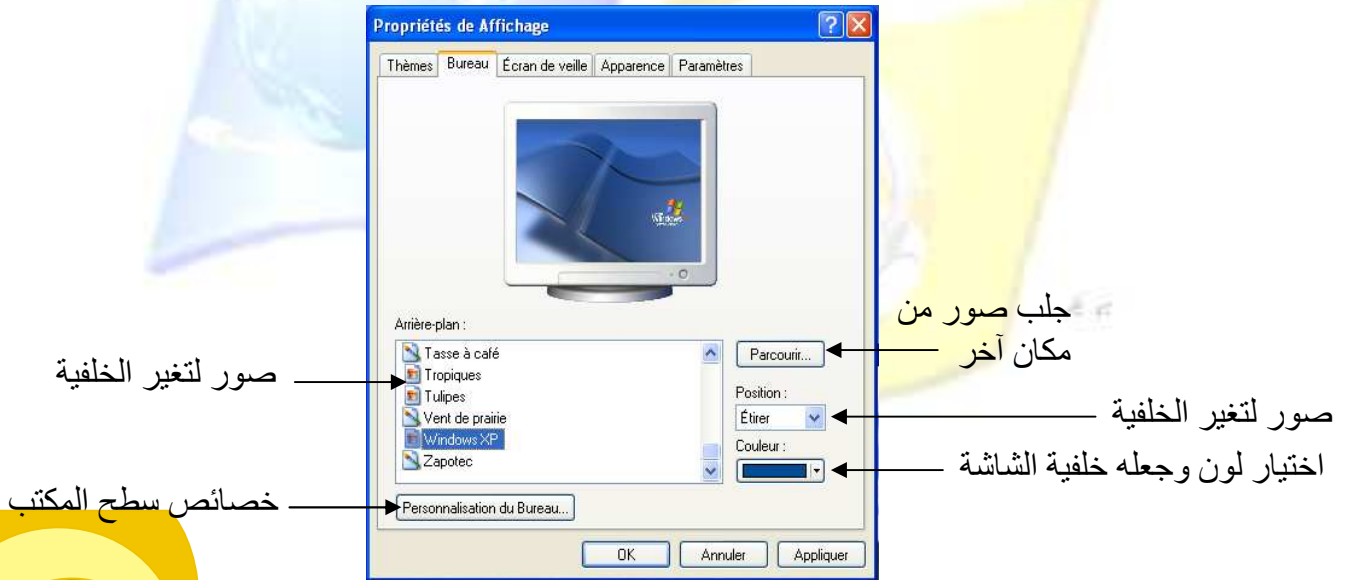 Propriétés de Affichage
Thèmes Bureau Écran de veille Apparence Paramètres
Windows
Arrière-plan :
Tasse à café
Tropiques
Tulipes
Vent de prairie
Windows XP
Zapotec
Parcourir...
Position :
Étirer
Couleur :
Personnalisation du Bureau...
OK Annuler Appliquer
جلب صور من
مكان آخر
صور لتغير الخلفية
صور لتغير الخلفية
اختيار لون وجعله خلفية الشاشة
خصائص سطح المكتب